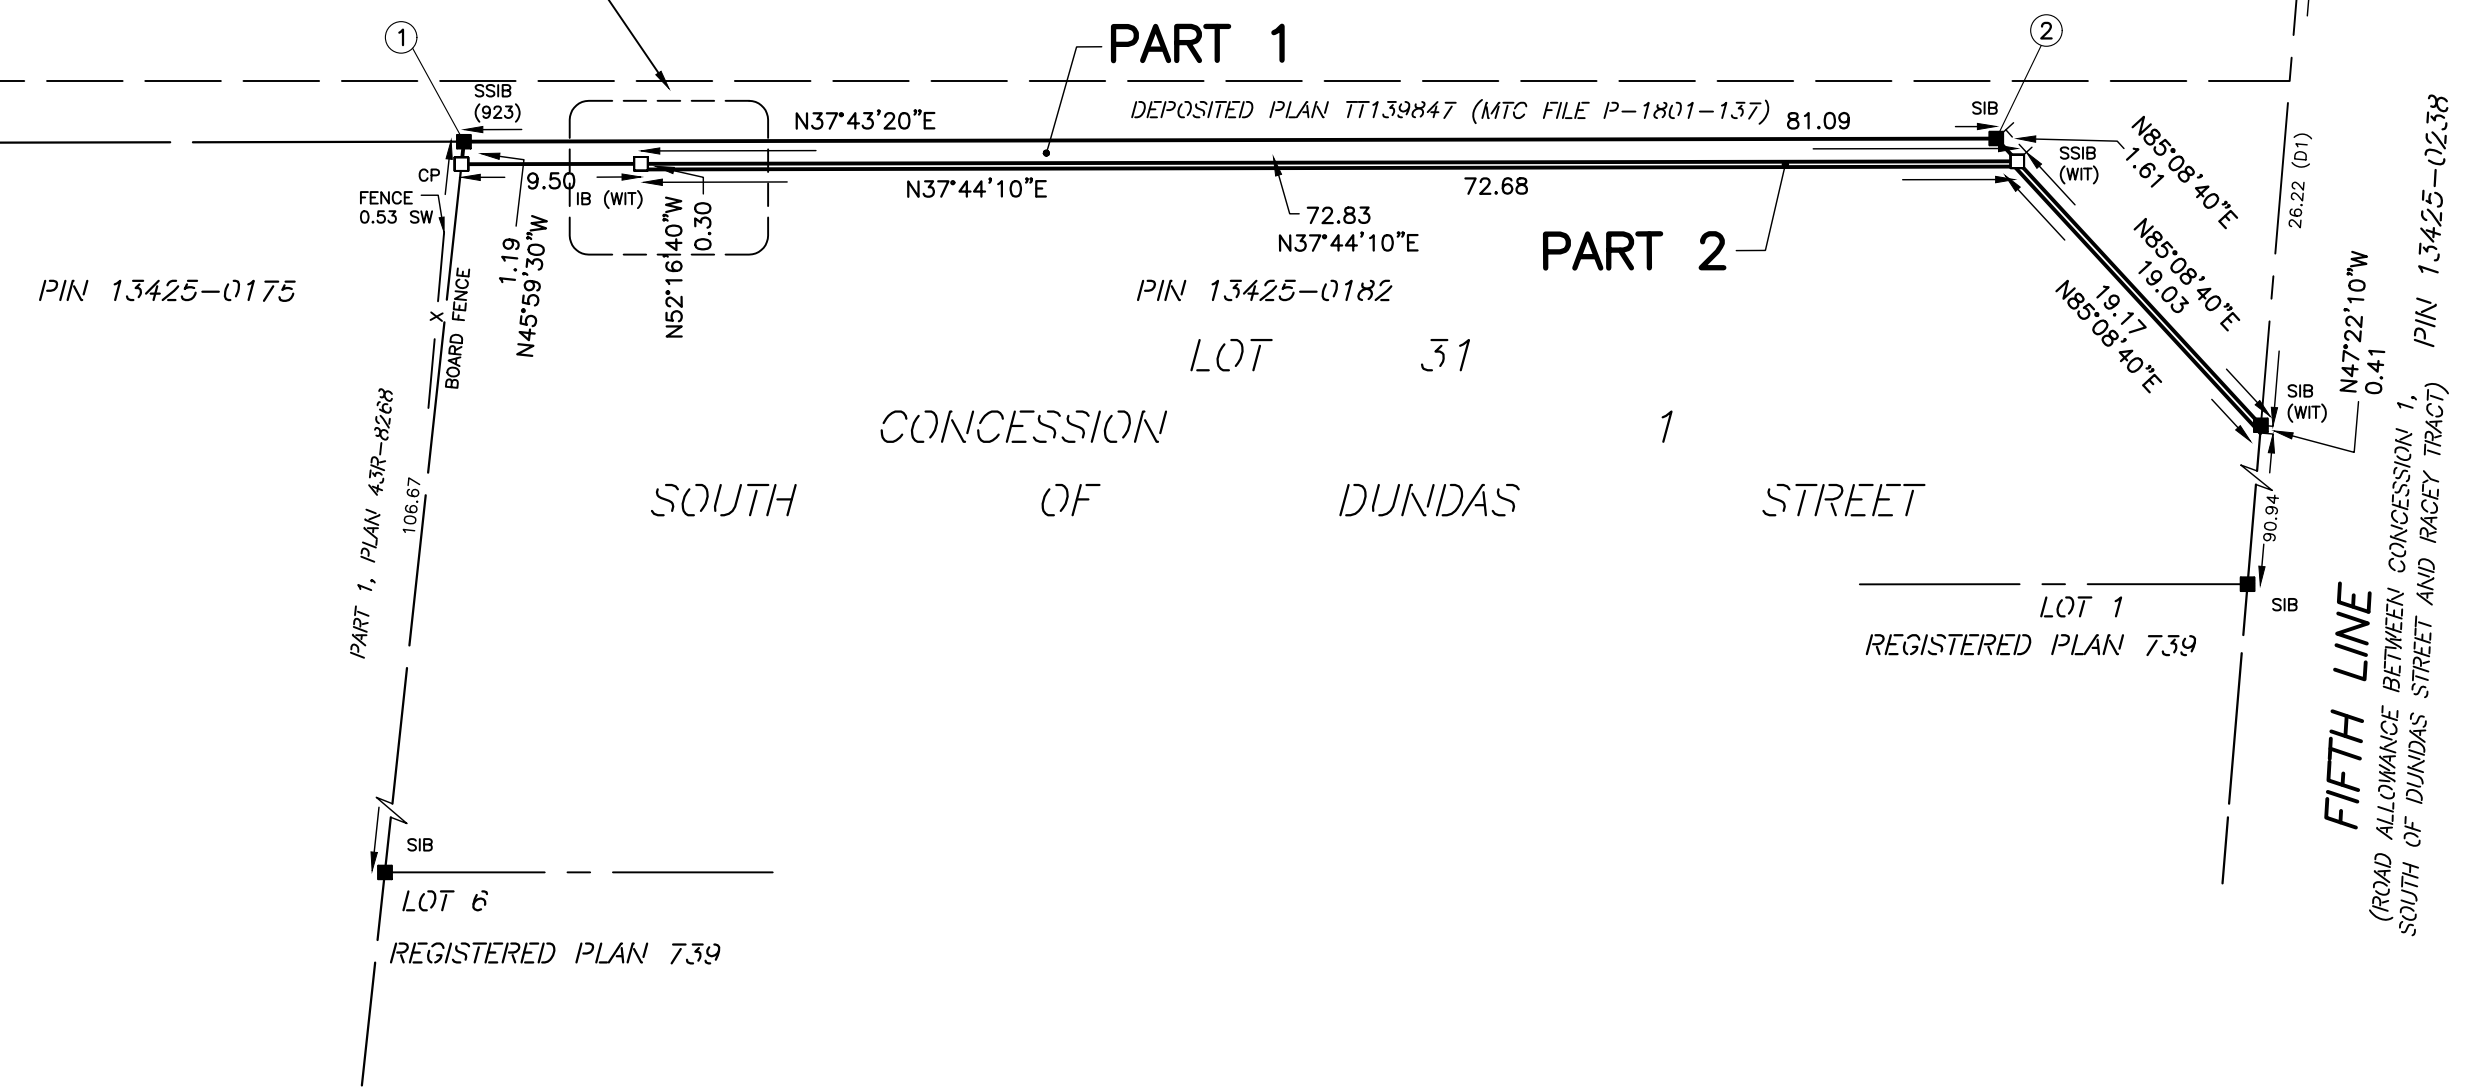 1
PART 1
2
SSIB
(923)
N37°43'20"E
DEPOSITED PLAN TT139847 (MTC FILE P-1801-137)
81.09
SIB
N85°08'40"E
1.61
SSIB
(WIT)
26.22 (D1)
PIN 13425-0238
CP
FENCE
0.53 SW
9.50
IB (WIT)
N37°44'10"E
72.68
72.83
N37°44'10"E
PART 2
1.19
N45°59'30"W
N52°16'40"W
0.30
N85°08'40"E
19.03
19.17
N85°08'40"E
N47°22'10"W
0.41
PIN 13425-0175
X
BOARD FENCE
PIN 13425-0182
LOT 31
CONCESSION 1
SOUTH OF DUNDAS STREET
SIB
(WIT)
PART 1, PLAN 43R-8268
106.67
90.94
SIB
LOT 1
REGISTERED PLAN 739
FIFTH LINE
(ROAD ALLOWANCE BETWEEN CONCESSION 1,
SOUTH OF DUNDAS STREET AND RACEY TRACT)
SIB
LOT 6
REGISTERED PLAN 739